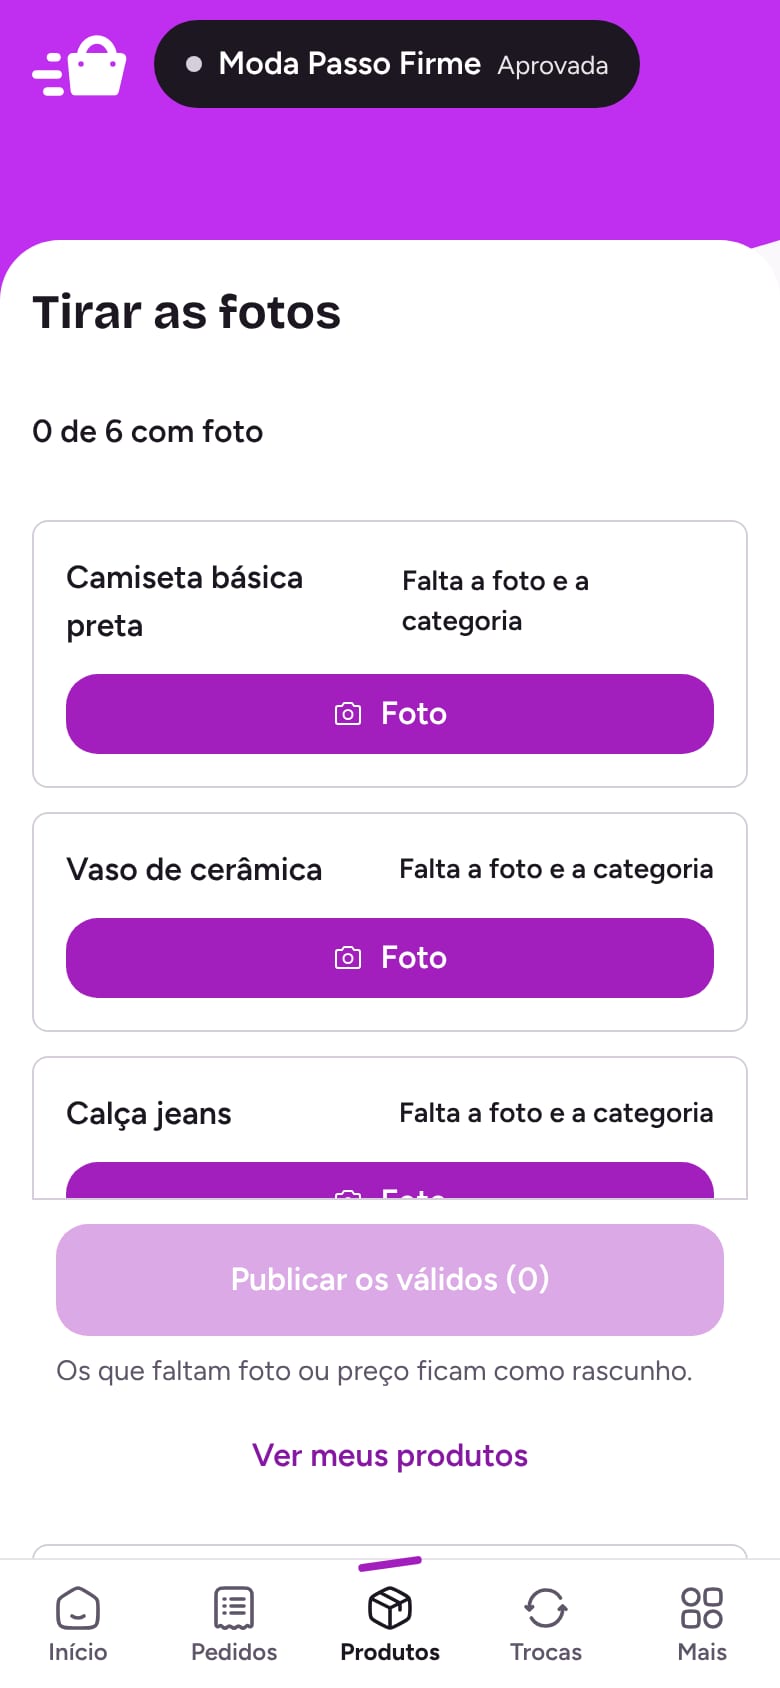 Moda Passo Firme Aprovada
Tirar as fotos
0 de 6 com foto
Camiseta básica
preta
Falta a foto e a
categoria
Foto
Vaso de cerâmica
Falta a foto e a categoria
Foto
Calça jeans
Falta a foto e a categoria
Foto
Publicar os válidos (0)
Os que faltam foto ou preço ficam como rascunho.
Ver meus produtos
Início
Pedidos
Produtos
Trocas
Mais